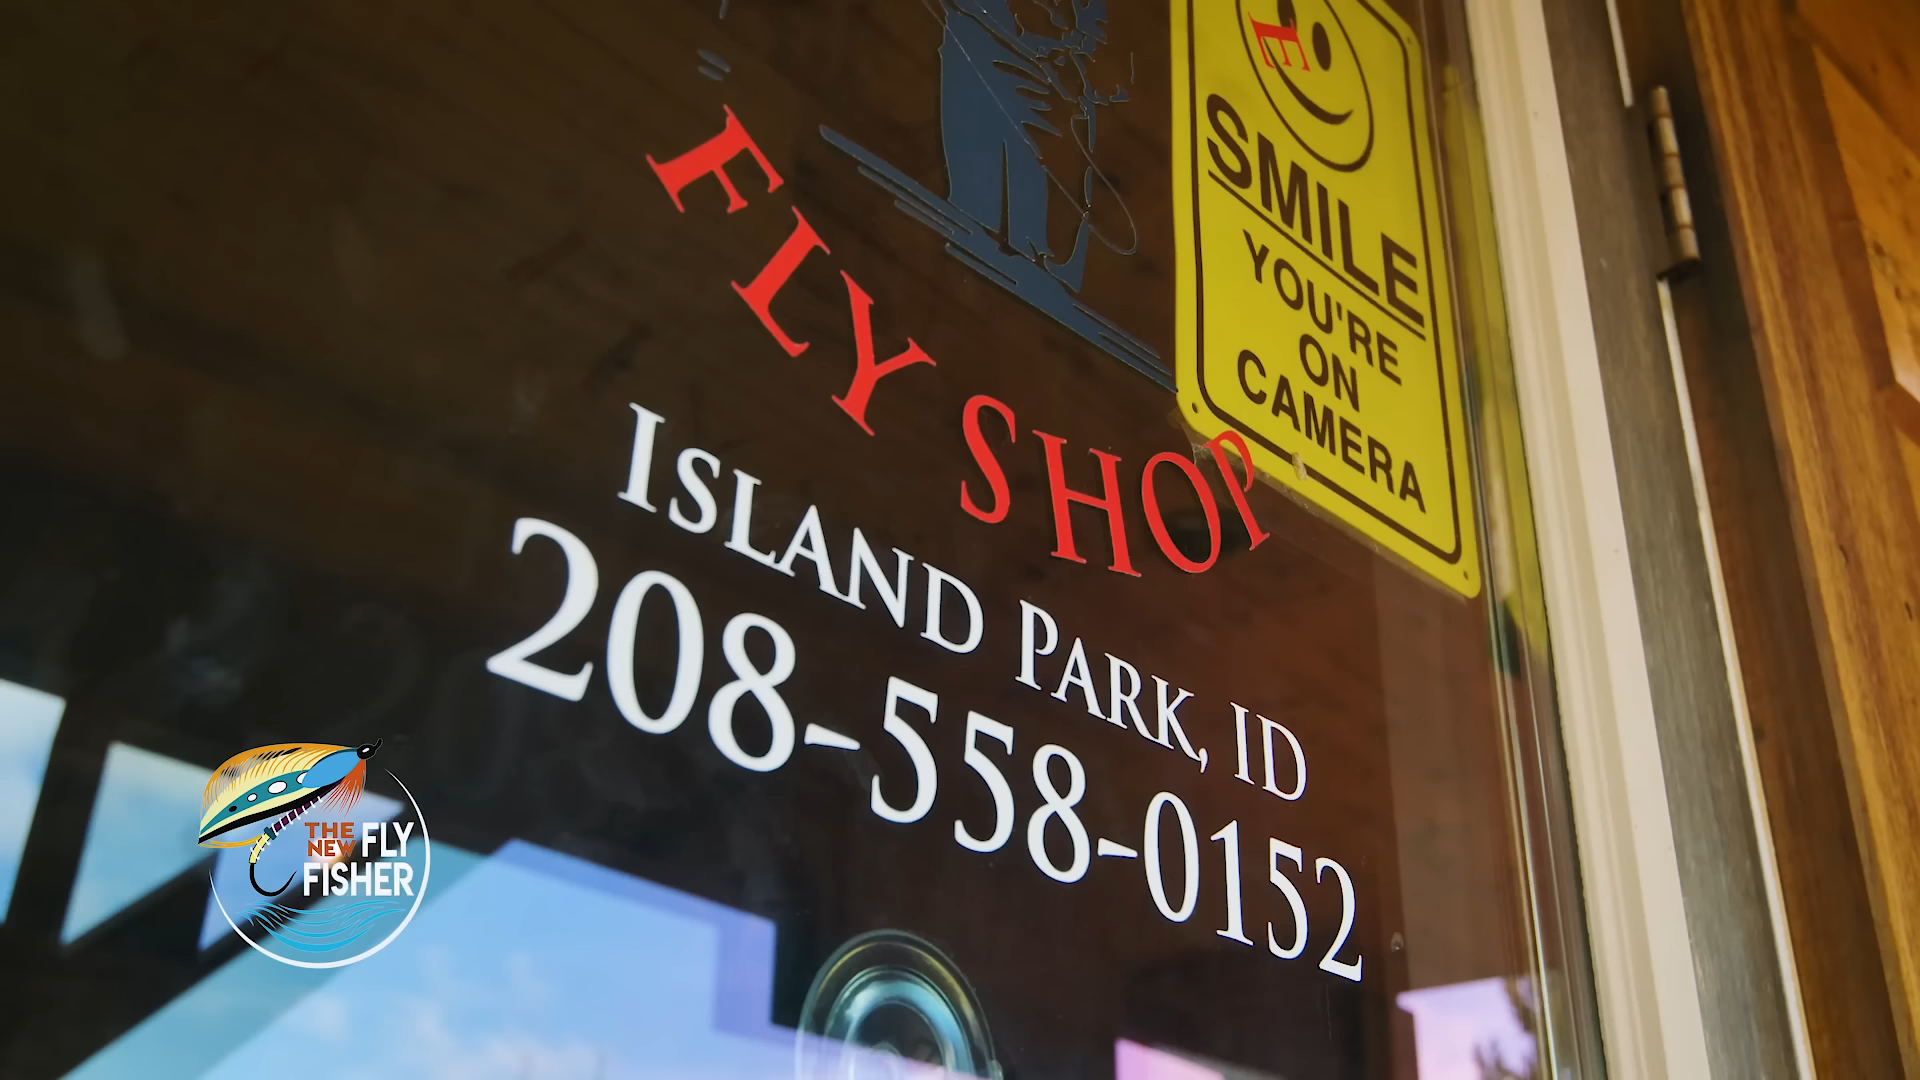 E
SMILE
YOU'RE
ON
CAMERA
FLY SHOP
ISLAND PARK, ID
208-558-0152
THE NEW FLY
FISHER